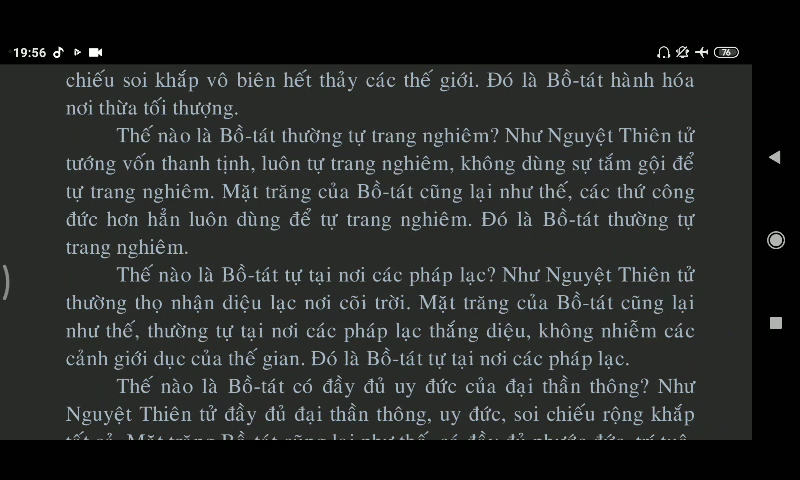 19:56
76
chiếu soi khắp vô biên hết thảy các thế giới. Đó là Bồ-tát hành hóa
nơi thừa tối thượng.
Thế nào là Bồ-tát thường tự trang nghiêm? Như Nguyệt Thiên tử
tướng vốn thanh tịnh, luôn tự trang nghiêm, không dùng sự tắm gội để
tự trang nghiêm. Mặt trăng của Bồ-tát cũng lại như thế, các thứ công
đức hơn hẳn luôn dùng để tự trang nghiêm. Đó là Bồ-tát thường tự
trang nghiêm.
Thế nào là Bồ-tát tự tại nơi các pháp lạc? Như Nguyệt Thiên tử
thường thọ nhận diệu lạc nơi cõi trời. Mặt trăng của Bồ-tát cũng lại
như thế, thường tự tại nơi các pháp lạc thắng diệu, không nhiễm các
cảnh giới dục của thế gian. Đó là Bồ-tát tự tại nơi các pháp lạc.
Thế nào là Bồ-tát có đầy đủ uy đức của đại thần thông? Như
Nguyệt Thiên tử đầy đủ đại thần thông, uy đức, soi chiếu rộng khắp